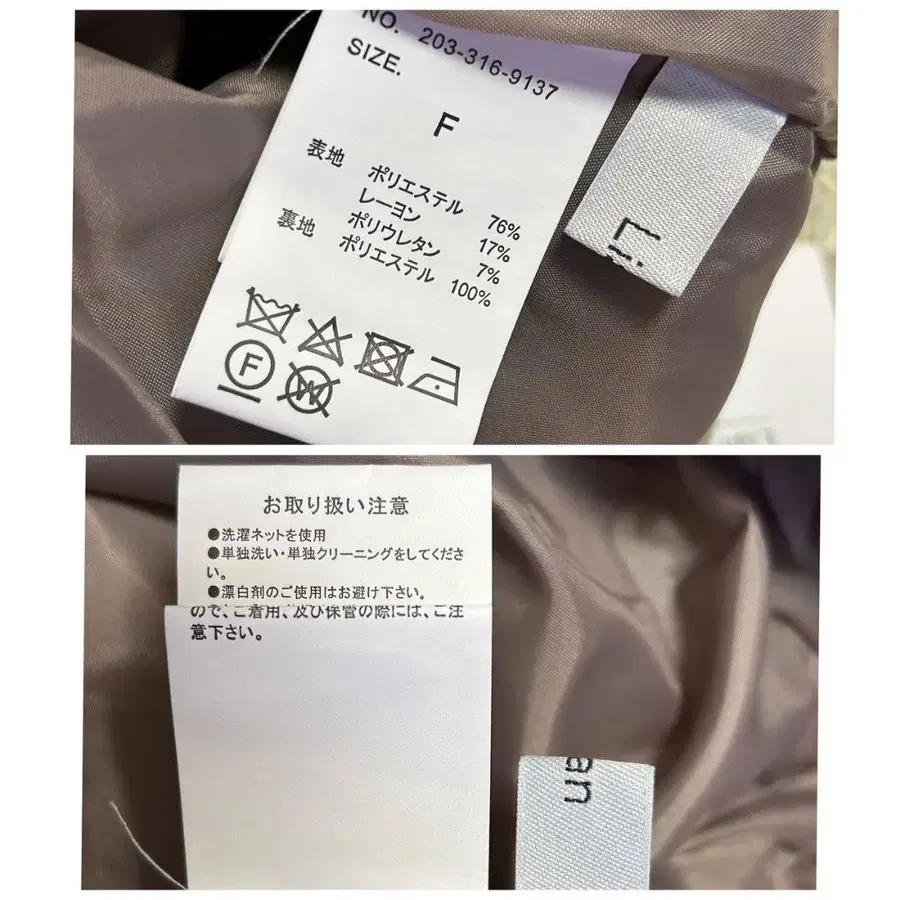 NO. 203-316-9137
SIZE.
F
表地 ポリエステル 76%
レーヨン 17%
ポリウレタン 7%
裏地 ポリエステル 100%
F
W
Li
お取り扱い注意
●洗濯ネットを使用
●単独洗い・単独クリーニングをしてくださ
い。
●漂白剤のご使用はお避け下さい。
ので、ご着用、及び保管の際には、ご注
意下さい。
an